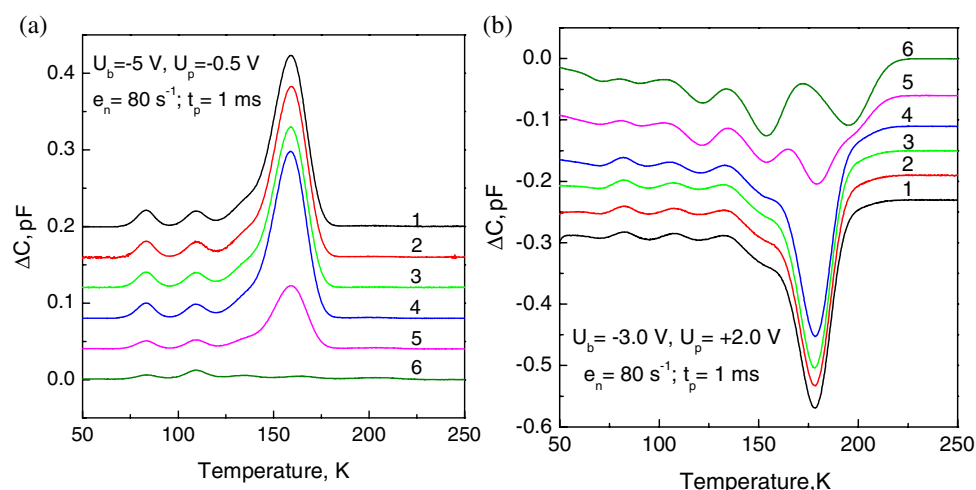 (a)
U_b=-5 V, U_p=-0.5 V
e_n= 80 s⁻¹; t_p= 1 ms
0.4
0.3
0.2
0.1
0.0
ΔC, pF
1
2
3
4
5
6
50 100 150 200 250
Temperature, K
(b)
6
5
4
3
2
1
0.0
-0.1
-0.2
-0.3
-0.4
-0.5
-0.6
ΔC, pF
U_b= -3.0 V, U_p= +2.0 V
e_n= 80 s⁻¹; t_p= 1 ms
50 100 150 200 250
Temperature,K